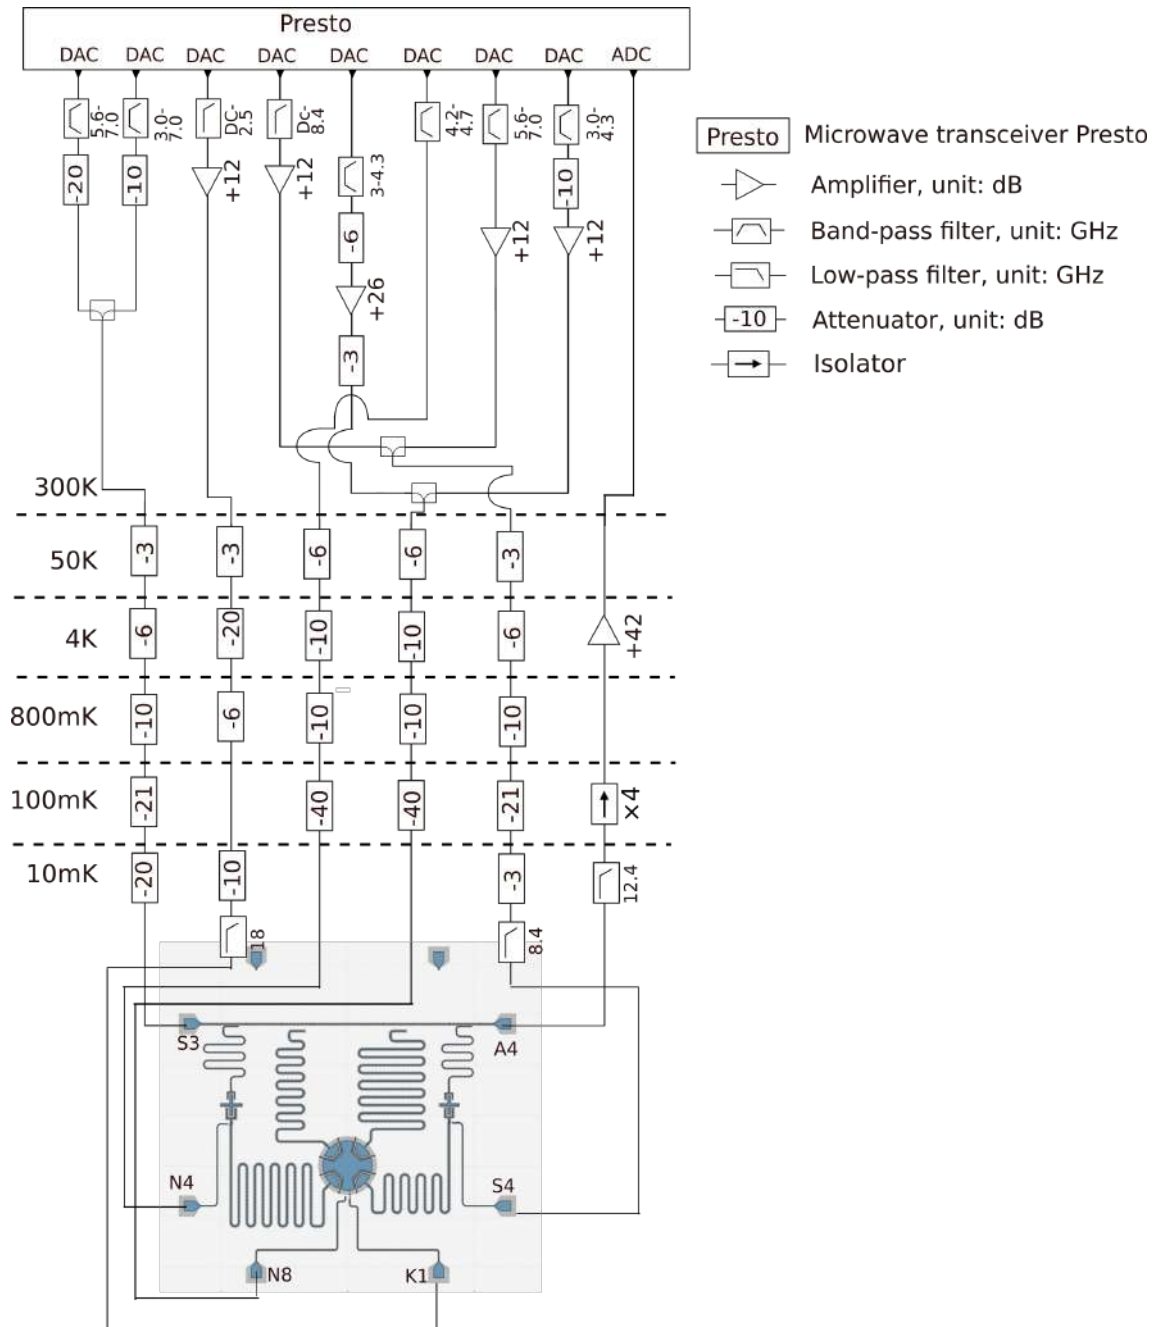 Presto
DAC DAC DAC DAC DAC DAC DAC DAC ADC
5.6-7.0
3.0-7.0
DC-2.5
Dc-8.4
4.2-4.7
5.6-7.0
3.0-4.3
-20 -10 +12 +12 3-4.3 -10
-6 +12 +12
+26
-3
Presto Microwave transceiver Presto
Amplifier, unit: dB
Band-pass filter, unit: GHz
Low-pass filter, unit: GHz
-10 Attenuator, unit: dB
Isolator
300K
50K -3 -3 -6 -6 -3
4K -6 -20 -10 -10 -6 +42
800mK -10 -6 -10 -10 -10
100mK -21 -40 -40 -21 ×4
10mK -20 -10 -3 12.4
18 8.4
S3 A4
N4 S4
N8 K1